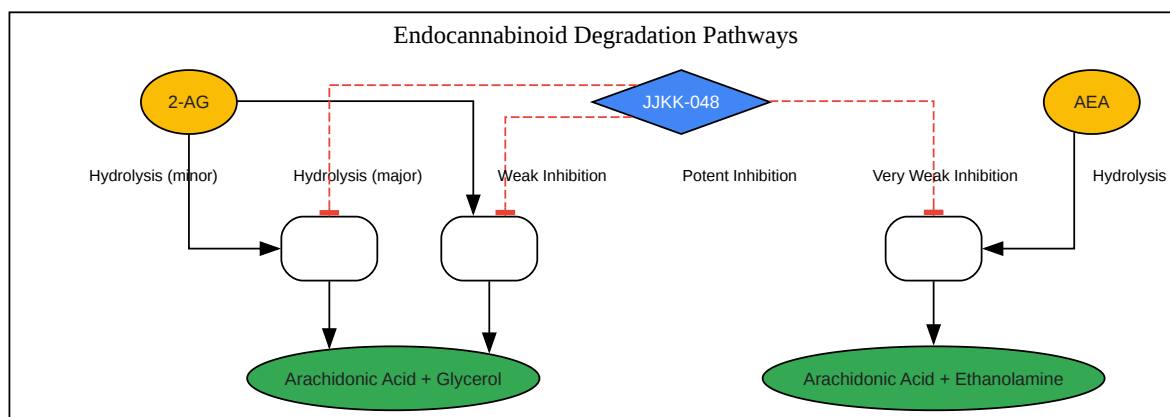 Endocannabinoid Degradation Pathways
2-AG
JJKK-048
AEA
Hydrolysis (minor)
Hydrolysis (major)
Weak Inhibition
Potent Inhibition
Very Weak Inhibition
Hydrolysis
Arachidonic Acid + Glycerol
Arachidonic Acid + Ethanolamine